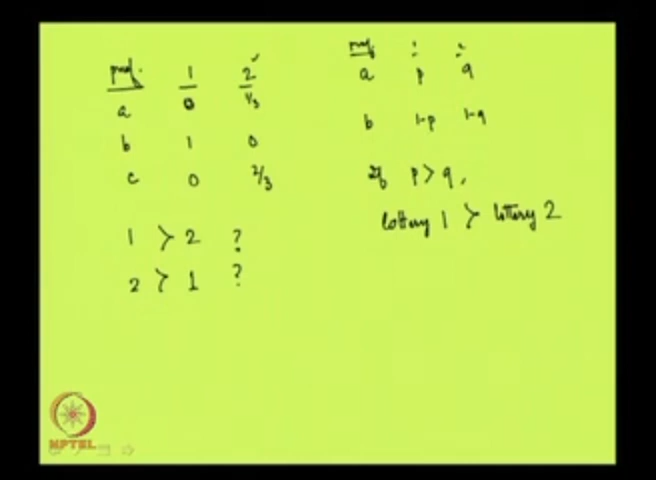 pref. 1 2
a 0 1/3
b 1 0
c 0 2/3
1 ≻ 2 ?
2 ≻ 1 ?
pref. 1 2
a p q
b 1-p 1-q
If p > q,
lottery 1 ≻ lottery 2
NPTEL